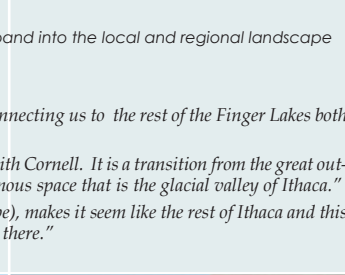 and into the local and regional landscape
nnecting us to the rest of the Finger Lakes both
ith Cornell. It is a transition from the great out-
nous space that is the glacial valley of Ithaca."
pe), makes it seem like the rest of Ithaca and this
there."